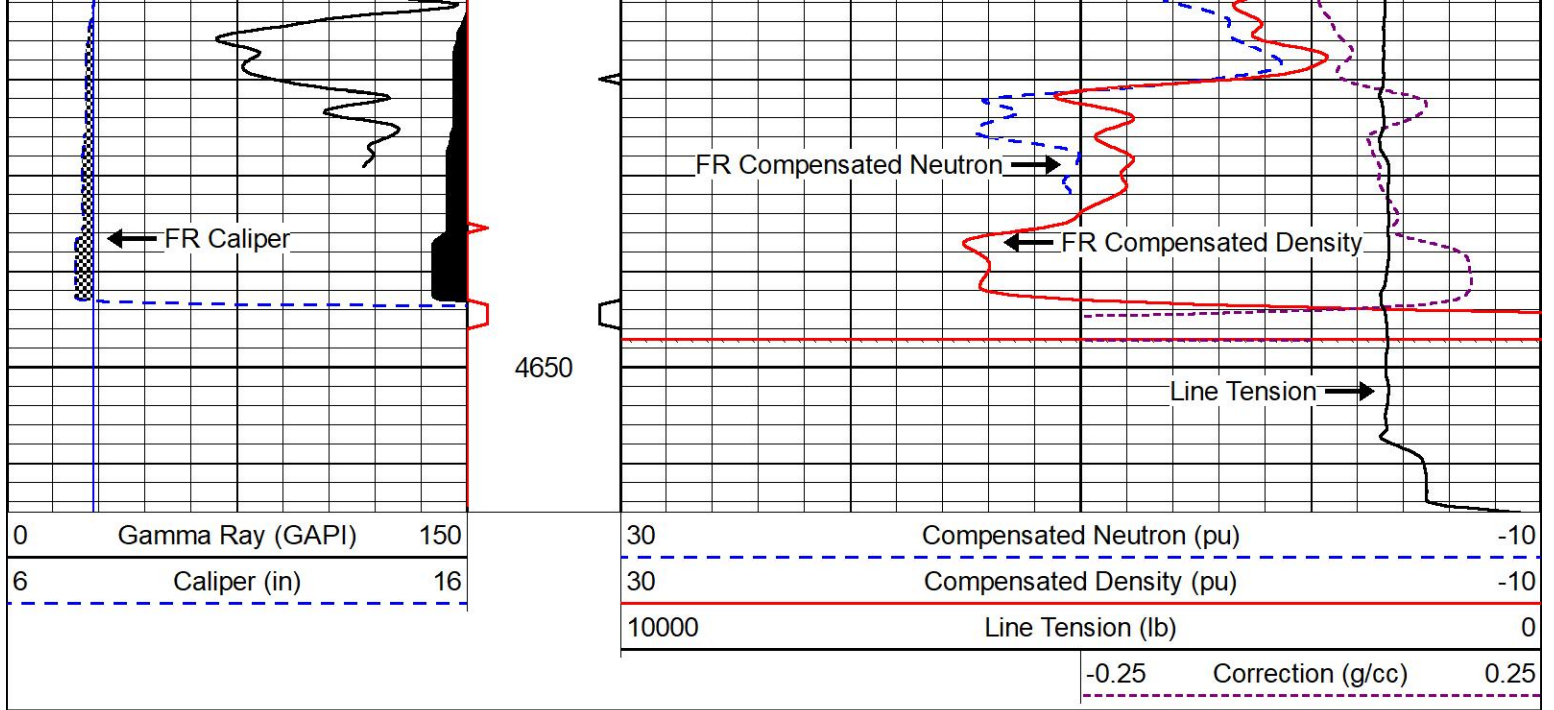 FR Compensated Neutron
FR Caliper
FR Compensated Density
4650
Line Tension
0 Gamma Ray (GAPI) 150
30 Compensated Neutron (pu) -10
6 Caliper (in) 16
30 Compensated Density (pu) -10
10000 Line Tension (lb) 0
-0.25 Correction (g/cc) 0.25